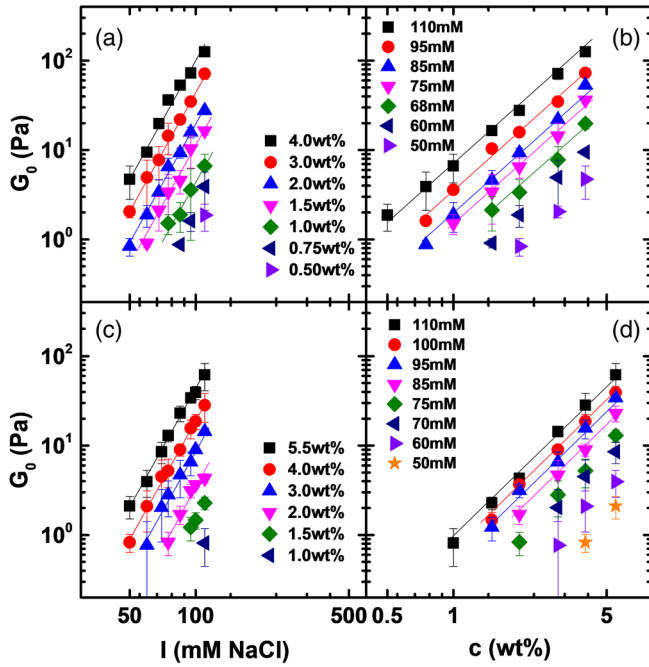 (a)
G₀ (Pa)
10²
10¹
10⁰
4.0wt%
3.0wt%
2.0wt%
1.5wt%
1.0wt%
0.75wt%
0.50wt%
(b)
110mM
95mM
85mM
75mM
68mM
60mM
50mM
(c)
G₀ (Pa)
10²
10¹
10⁰
5.5wt%
4.0wt%
3.0wt%
2.0wt%
1.5wt%
1.0wt%
50 100 500
I (mM NaCl)
(d)
110mM
100mM
95mM
85mM
75mM
70mM
60mM
50mM
0.5 1 5
c (wt%)